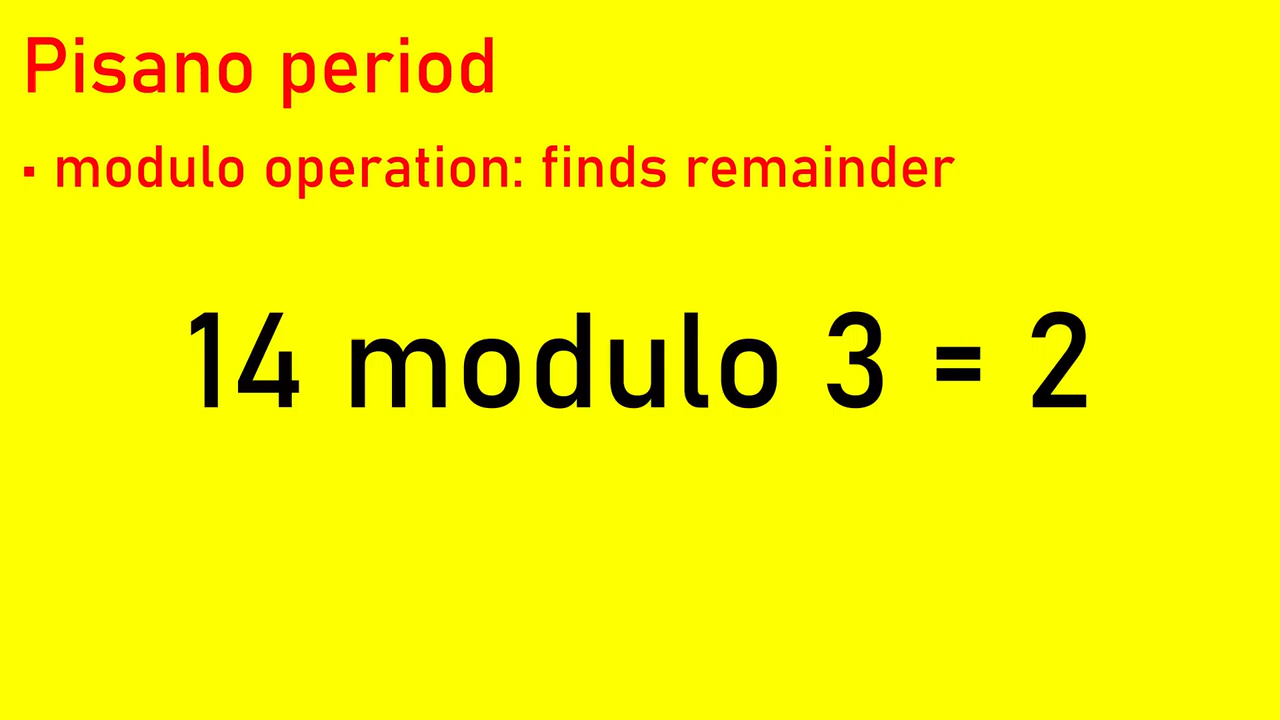 Pisano period
▪ modulo operation: finds remainder
14 modulo 3 = 2